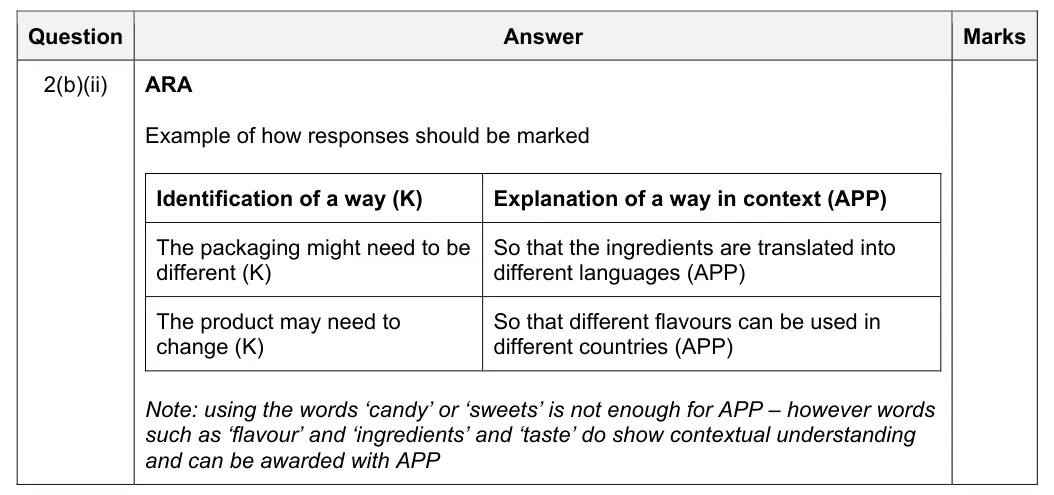 Question Answer Marks
2(b)(ii) ARA
Example of how responses should be marked
Identification of a way (K) Explanation of a way in context (APP)
The packaging might need to be So that the ingredients are translated into
different (K) different languages (APP)
The product may need to So that different flavours can be used in
change (K) different countries (APP)
Note: using the words ‘candy’ or ‘sweets’ is not enough for APP – however words
such as ‘flavour’ and ‘ingredients’ and ‘taste’ do show contextual understanding
and can be awarded with APP